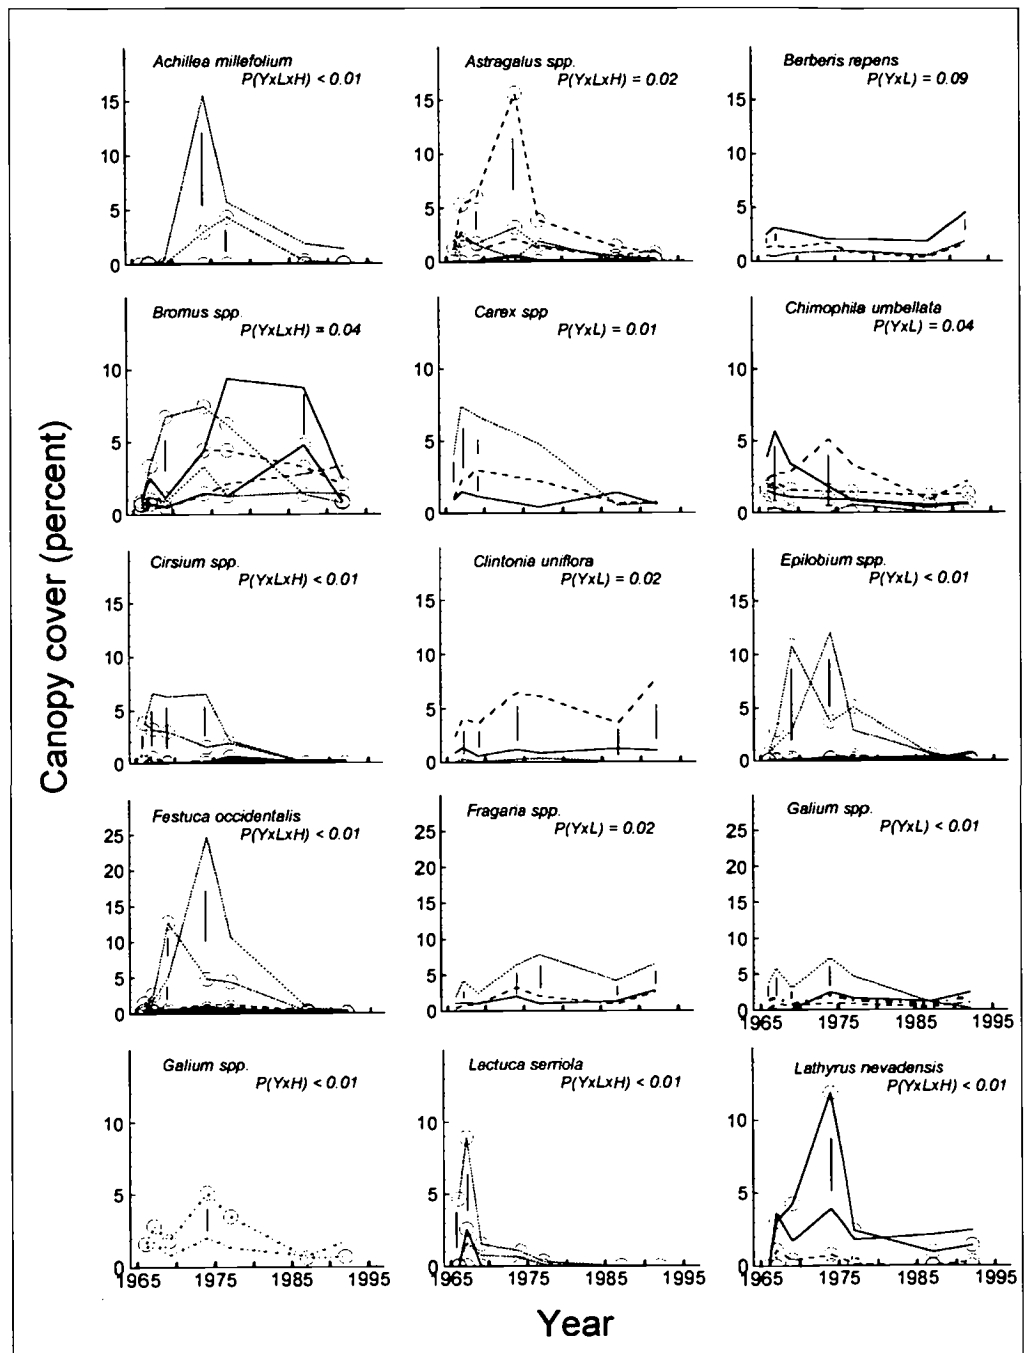 Canopy cover (percent)
Achillea millefolium
P(YxLxH) < 0.01
15
10
5
0
Astragalus spp.
P(YxLxH) = 0.02
15
10
5
0
Berberis repens
P(YxL) = 0.09
15
10
5
0
Bromus spp.
P(YxLxH) = 0.04
10
5
0
Carex spp
P(YxL) = 0.01
10
5
0
Chimophila umbellata
P(YxL) = 0.04
10
5
0
Cirsium spp.
P(YxLxH) < 0.01
15
10
5
0
Clintonia uniflora
P(YxL) = 0.02
15
10
5
0
Epilobium spp.
P(YxL) < 0.01
15
10
5
0
Festuca occidentalis
P(YxLxH) < 0.01
25
20
15
10
5
0
Fragaria spp.
P(YxL) = 0.02
25
20
15
10
5
0
Galium spp.
P(YxL) < 0.01
25
20
15
10
5
0
1965 1975 1985 1995
Galium spp.
P(YxH) < 0.01
10
5
0
1965 1975 1985 1995
Lactuca serriola
P(YxLxH) < 0.01
10
5
0
1965 1975 1985 1995
Lathyrus nevadensis
P(YxLxH) < 0.01
10
5
0
1965 1975 1985 1995
Year